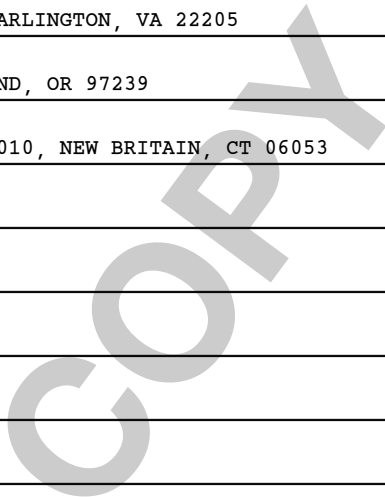 ARLINGTON, VA 22205
ND, OR 97239
010, NEW BRITAIN, CT 06053
COPY